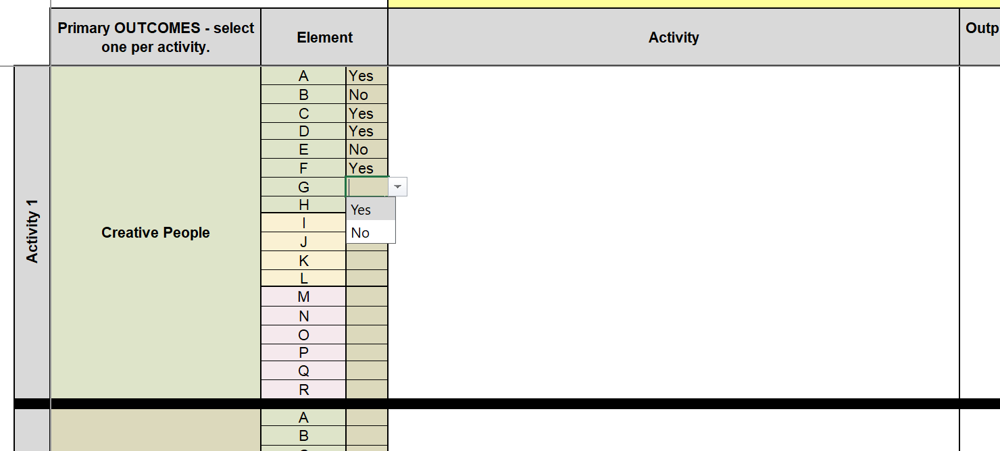 Primary OUTCOMES - select
one per activity.
Element
Activity
Outp
Activity 1
Creative People
A Yes
B No
C Yes
D Yes
E No
F Yes
G
H
Yes
I
No
J
K
L
M
N
O
P
Q
R
A
B